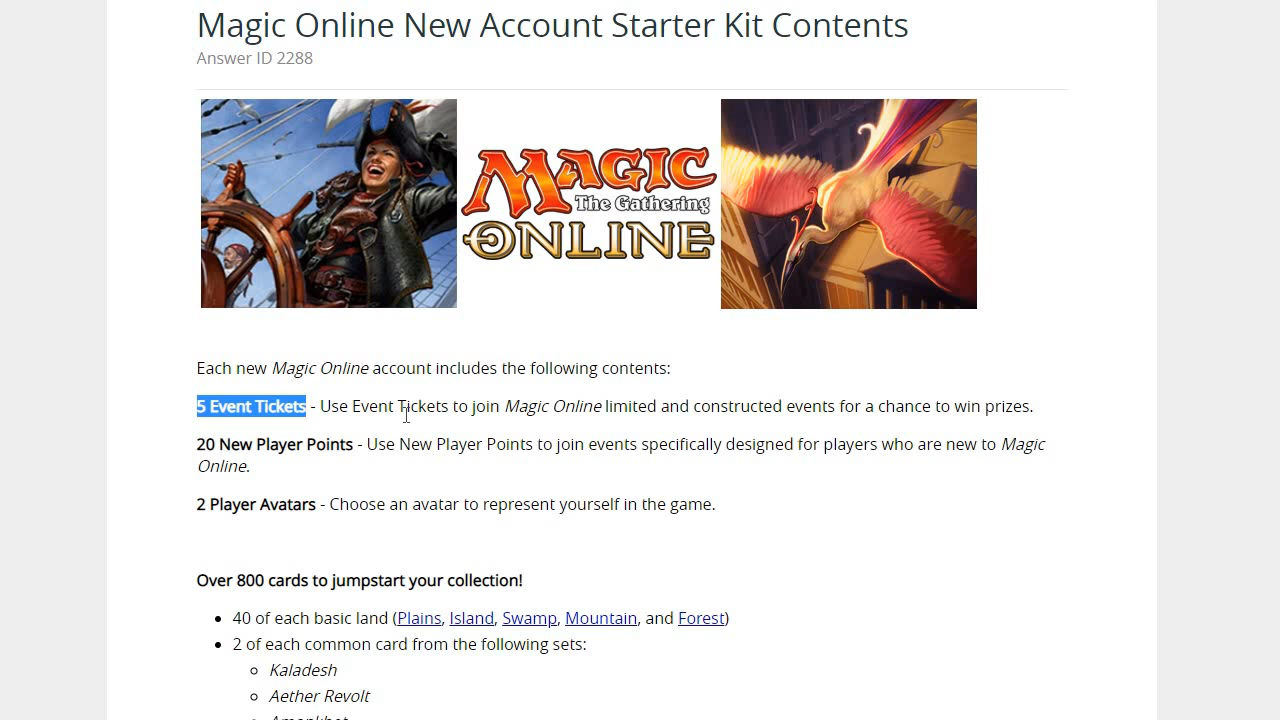 Magic Online New Account Starter Kit Contents
Answer ID 2288
MAGIC
The Gathering
ONLINE
Each new Magic Online account includes the following contents:
5 Event Tickets - Use Event Tickets to join Magic Online limited and constructed events for a chance to win prizes.
20 New Player Points - Use New Player Points to join events specifically designed for players who are new to Magic
Online.
2 Player Avatars - Choose an avatar to represent yourself in the game.
Over 800 cards to jumpstart your collection!
40 of each basic land (Plains, Island, Swamp, Mountain, and Forest)
2 of each common card from the following sets:
Kaladesh
Aether Revolt
Amonkhet